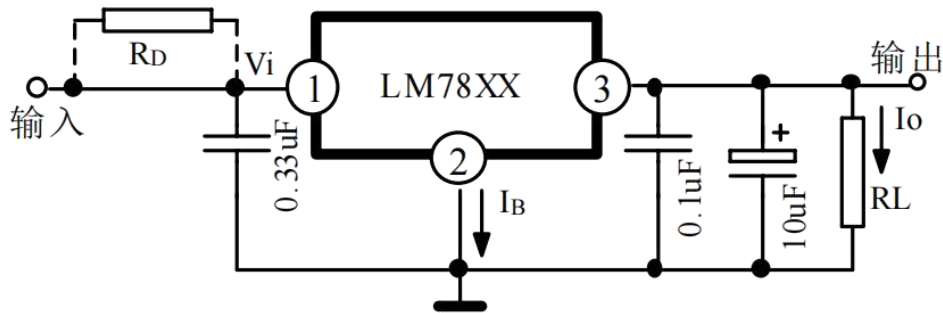 RD
Vi
输入
0.33uF
1
LM78XX
2
3
IB
0.1uF
+
10uF
输出
Io
RL